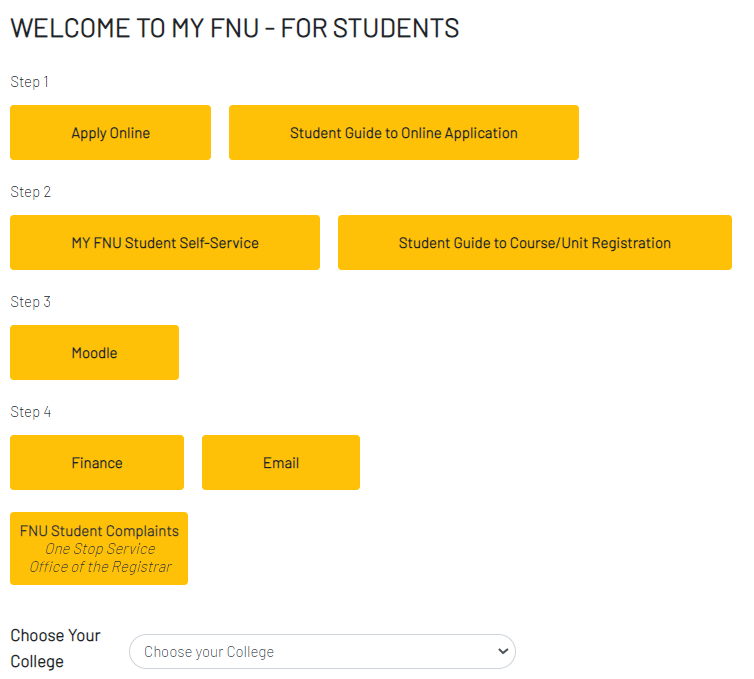 WELCOME TO MY FNU - FOR STUDENTS
Step 1
Apply Online
Student Guide to Online Application
Step 2
MY FNU Student Self-Service
Student Guide to Course/Unit Registration
Step 3
Moodle
Step 4
Finance
Email
FNU Student Complaints
One Stop Service
Office of the Registrar
Choose Your
College
Choose your College